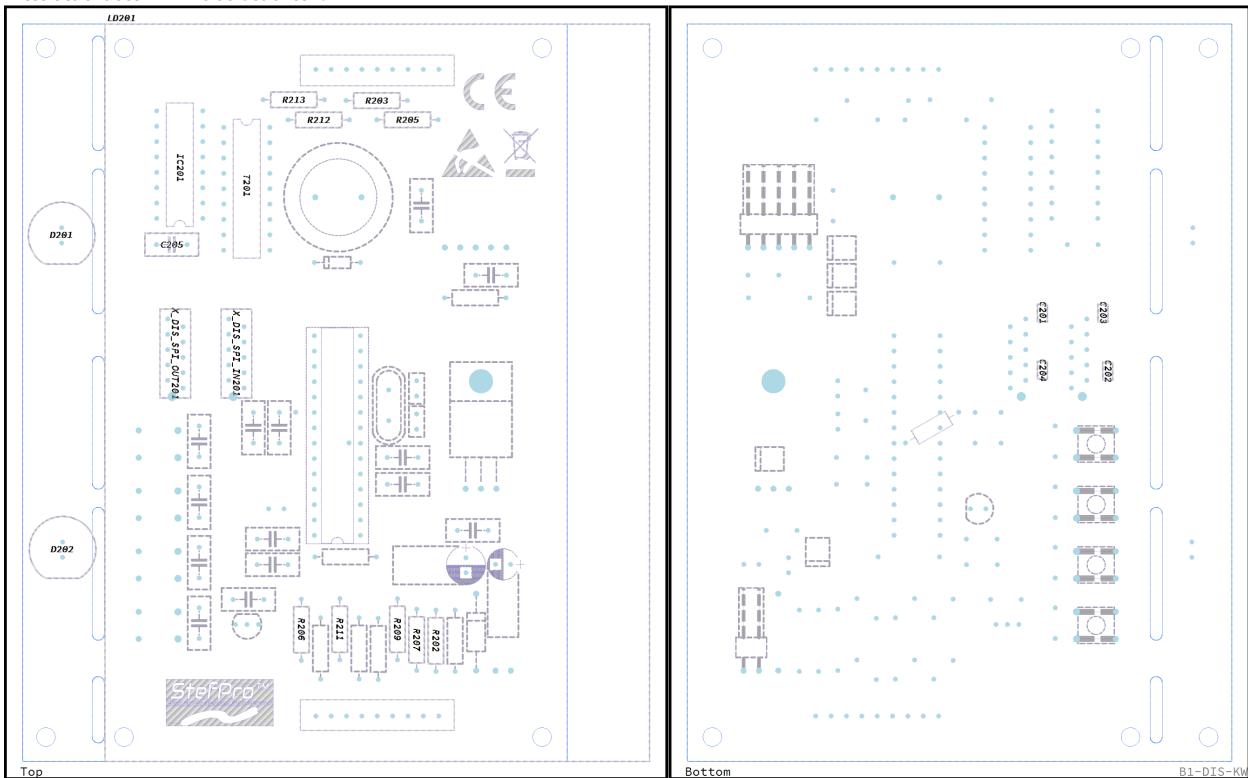 LD201
R213
R203
R212
R205
IC201
T201
D201
C205
X_DIS_SPI_OUT201
X_DIS_SPI_IN201
C201
C203
C204
C202
D202
R206
R211
R209
R207
R202
StefPro™
Top
Bottom
B1-DIS-KW